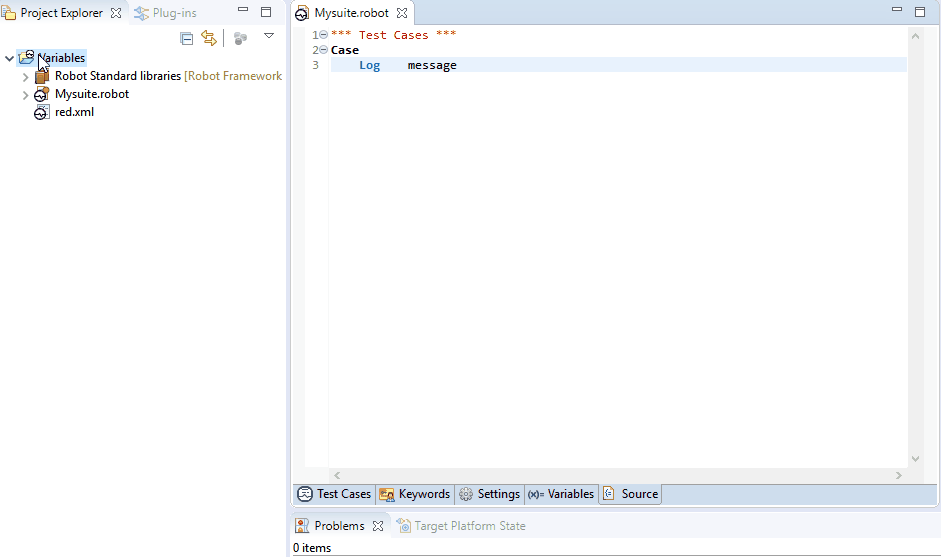 Project Explorer Plug-ins
Variables
Robot Standard libraries [Robot Framework
Mysuite.robot
red.xml
Mysuite.robot
1 *** Test Cases ***
2 Case
3 Log message
Test Cases Keywords Settings (x)= Variables Source
Problems Target Platform State
0 items